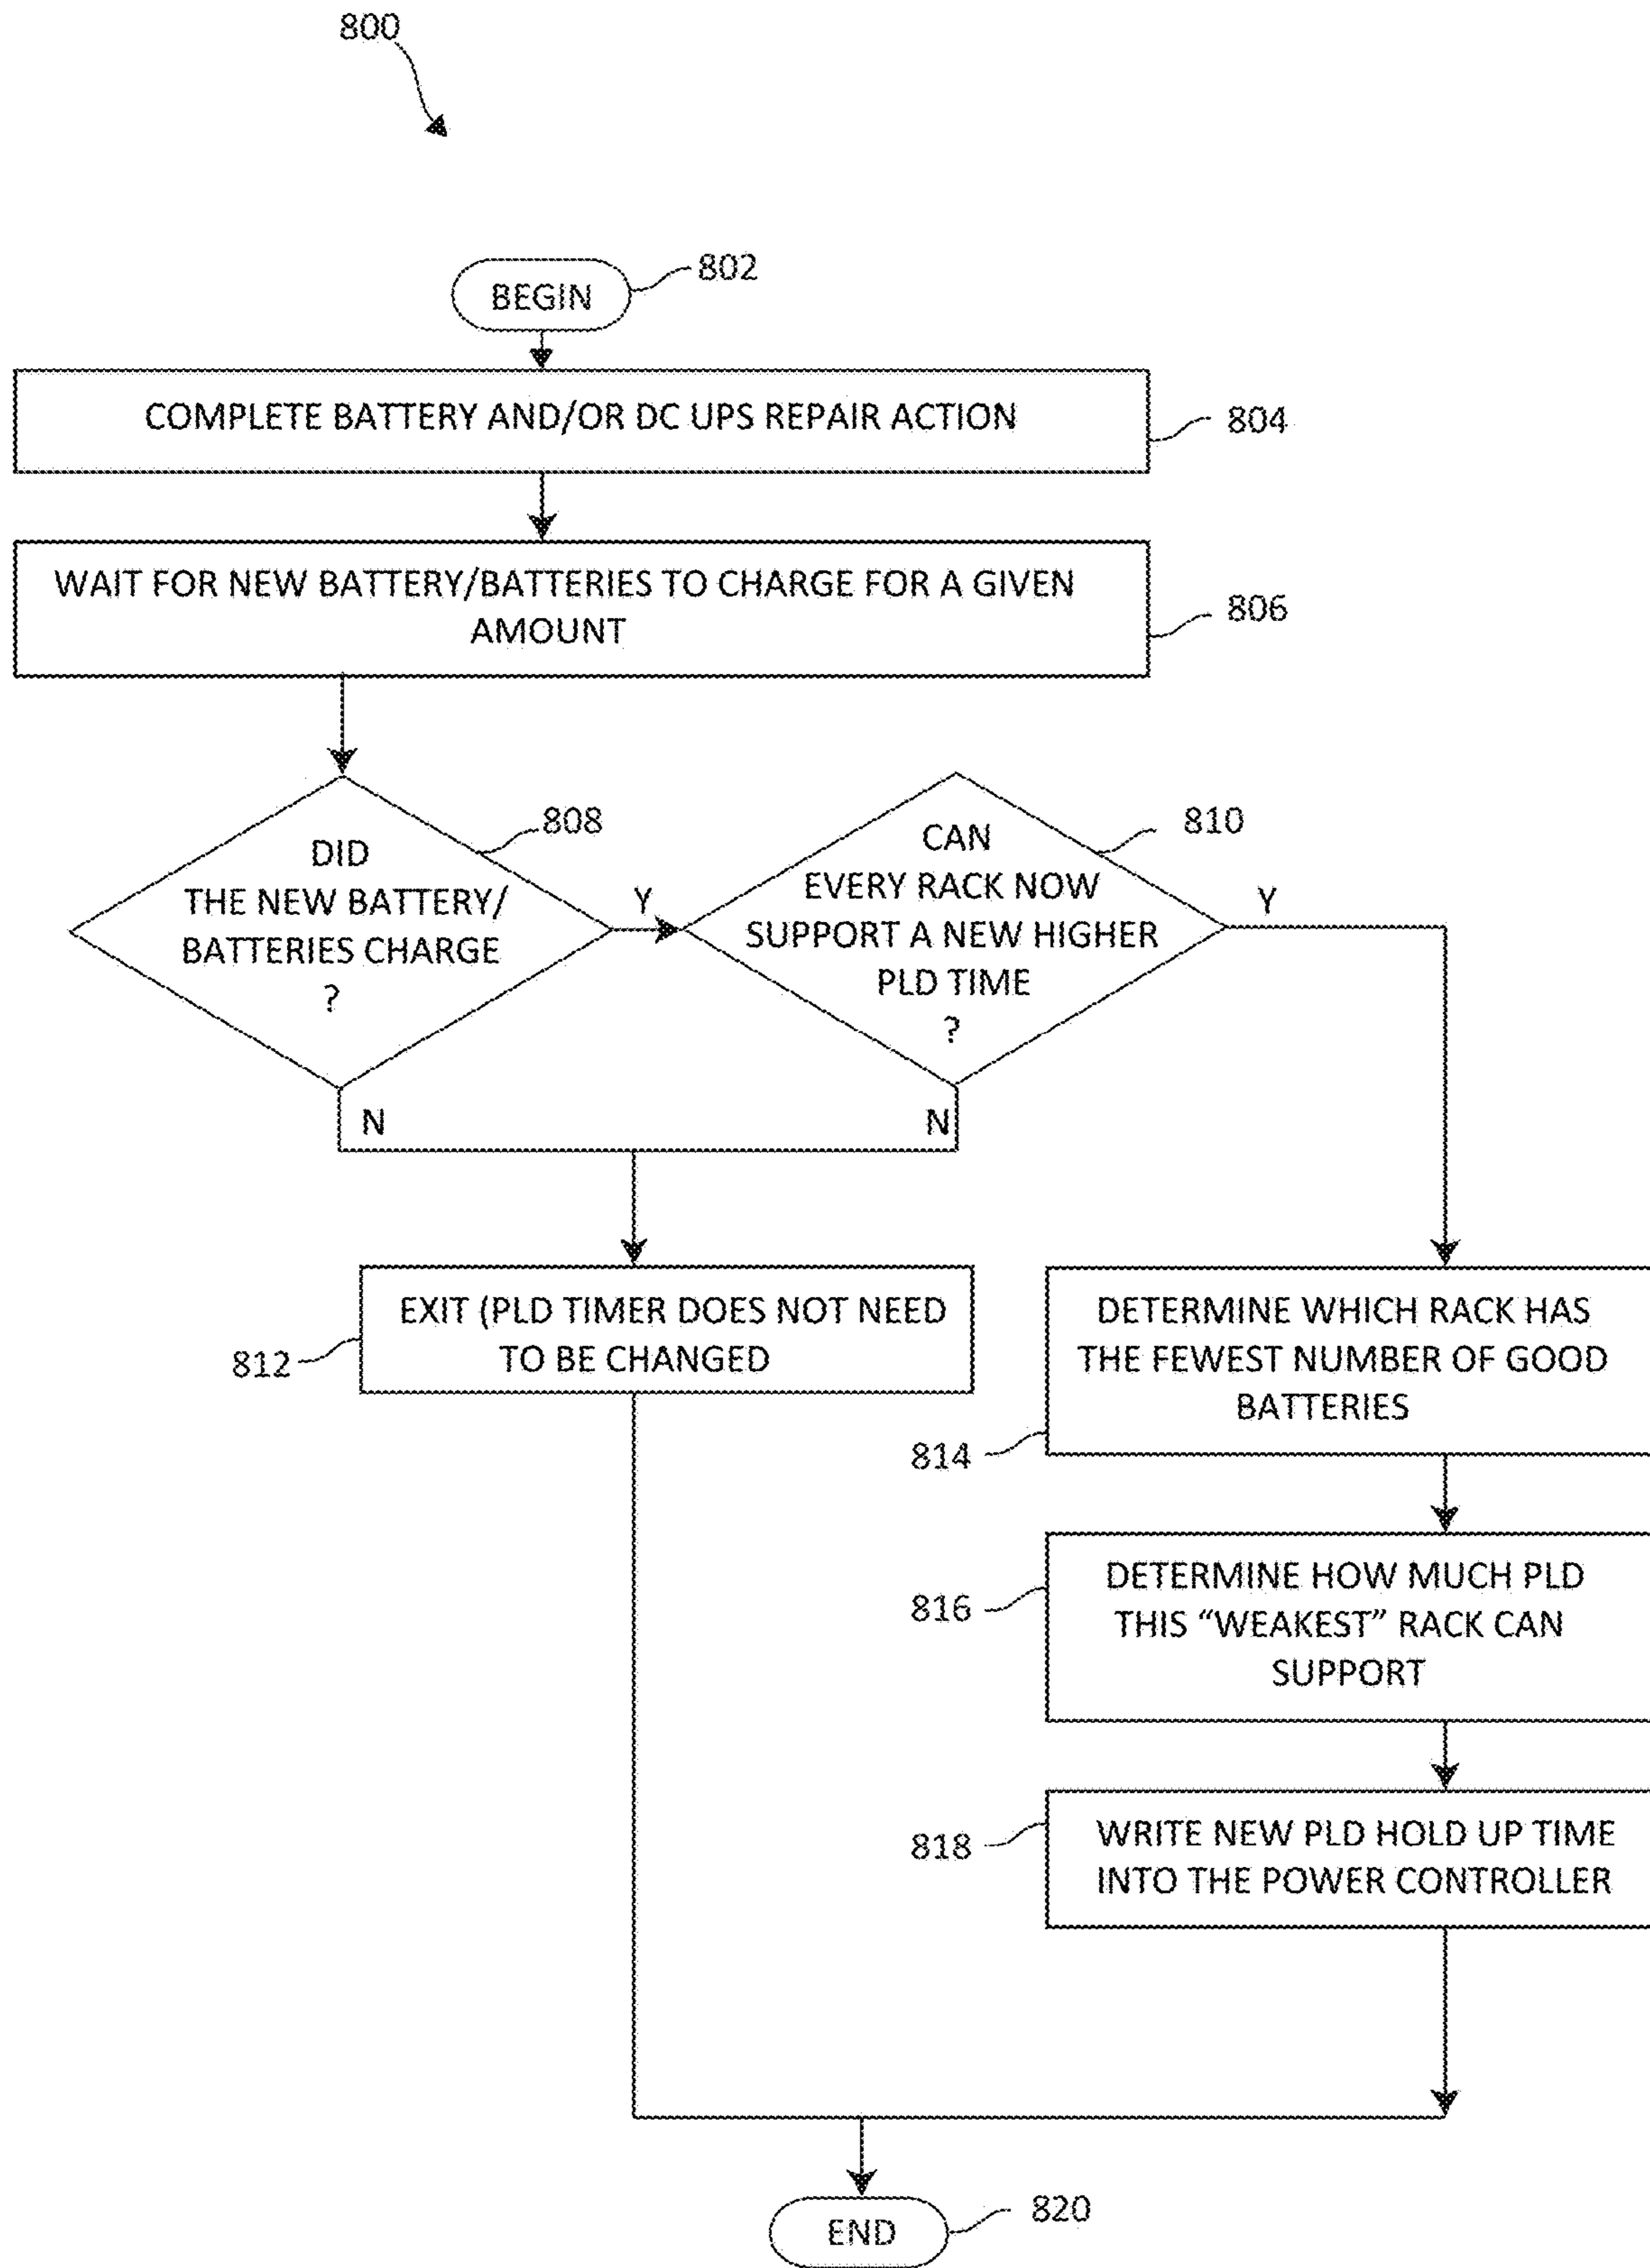 800
BEGIN
802
COMPLETE BATTERY AND/OR DC UPS REPAIR ACTION
804
WAIT FOR NEW BATTERY/BATTERIES TO CHARGE FOR A GIVEN
AMOUNT
806
DID
THE NEW BATTERY/
BATTERIES CHARGE
?
808
Y
N
CAN
EVERY RACK NOW
SUPPORT A NEW HIGHER
PLD TIME
?
810
Y
N
EXIT (PLD TIMER DOES NOT NEED
TO BE CHANGED
812
DETERMINE WHICH RACK HAS
THE FEWEST NUMBER OF GOOD
BATTERIES
814
DETERMINE HOW MUCH PLD
THIS “WEAKEST” RACK CAN
SUPPORT
816
WRITE NEW PLD HOLD UP TIME
INTO THE POWER CONTROLLER
818
END
820